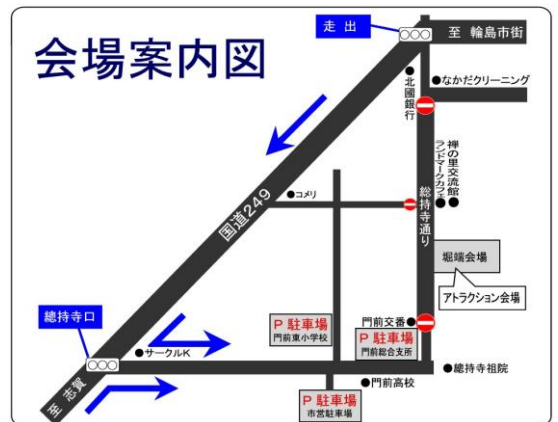 会場案内図
走出
至 輪島市街
なかだクリーニング
北國銀行
国道249
コメリ
総持寺通り
禅の里交流館
ランドマークカフェ
堀端会場
アトラクション会場
總持寺口
サークルK
P 駐車場
門前東小学校
門前交番
P 駐車場
門前総合支所
總持寺祖院
門前高校
P 駐車場
市営駐車場
至 志賀